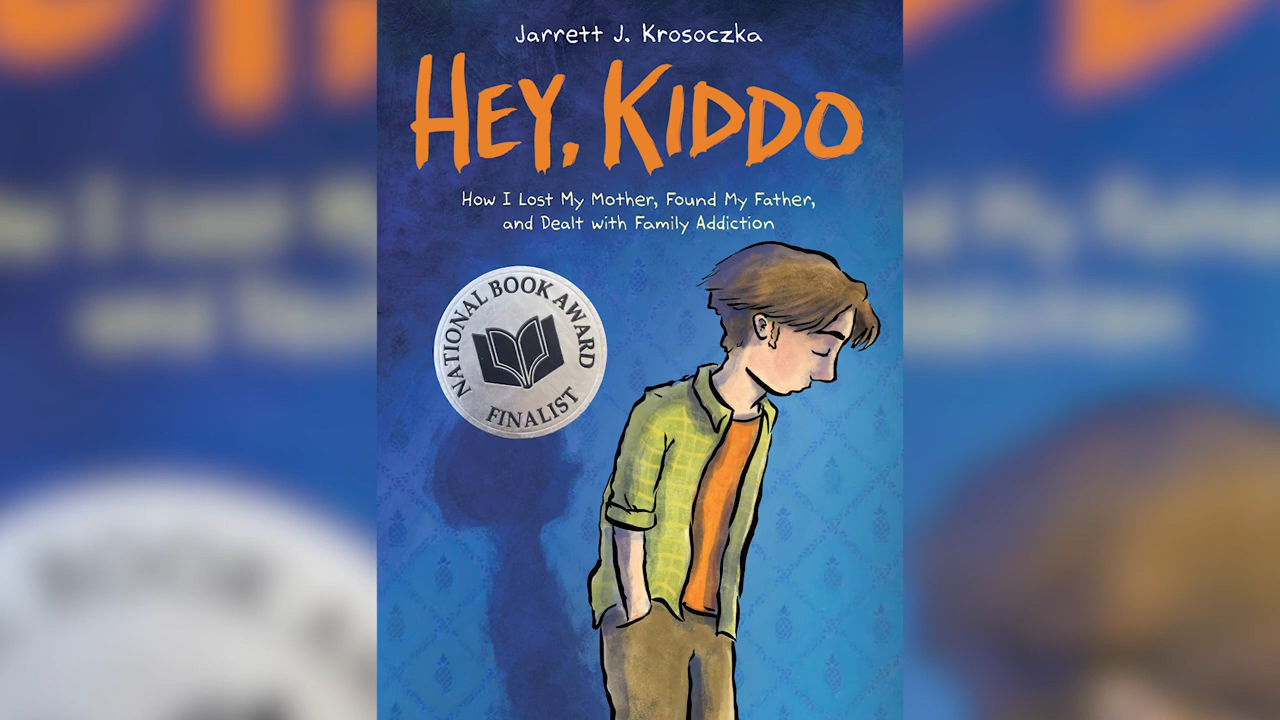 Jarrett J. Krosoczka
HEY, KIDDO
How I Lost My Mother, Found My Father,
and Dealt with Family Addiction
NATIONAL BOOK AWARD
FINALIST